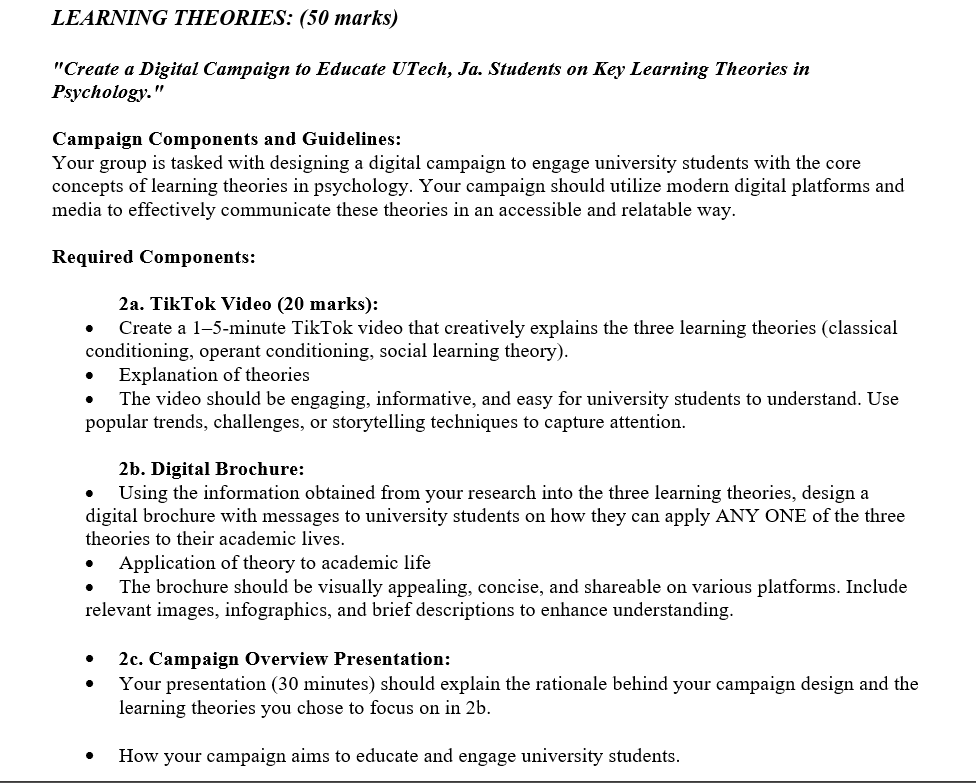 LEARNING THEORIES: (50 marks)
"Create a Digital Campaign to Educate UTech, Ja. Students on Key Learning Theories in
Psychology."
Campaign Components and Guidelines:
Your group is tasked with designing a digital campaign to engage university students with the core
concepts of learning theories in psychology. Your campaign should utilize modern digital platforms and
media to effectively communicate these theories in an accessible and relatable way.
Required Components:
2a. TikTok Video (20 marks):
• Create a 1–5-minute TikTok video that creatively explains the three learning theories (classical
conditioning, operant conditioning, social learning theory).
• Explanation of theories
• The video should be engaging, informative, and easy for university students to understand. Use
popular trends, challenges, or storytelling techniques to capture attention.
2b. Digital Brochure:
• Using the information obtained from your research into the three learning theories, design a
digital brochure with messages to university students on how they can apply ANY ONE of the three
theories to their academic lives.
• Application of theory to academic life
• The brochure should be visually appealing, concise, and shareable on various platforms. Include
relevant images, infographics, and brief descriptions to enhance understanding.
• 2c. Campaign Overview Presentation:
• Your presentation (30 minutes) should explain the rationale behind your campaign design and the
learning theories you chose to focus on in 2b.
• How your campaign aims to educate and engage university students.